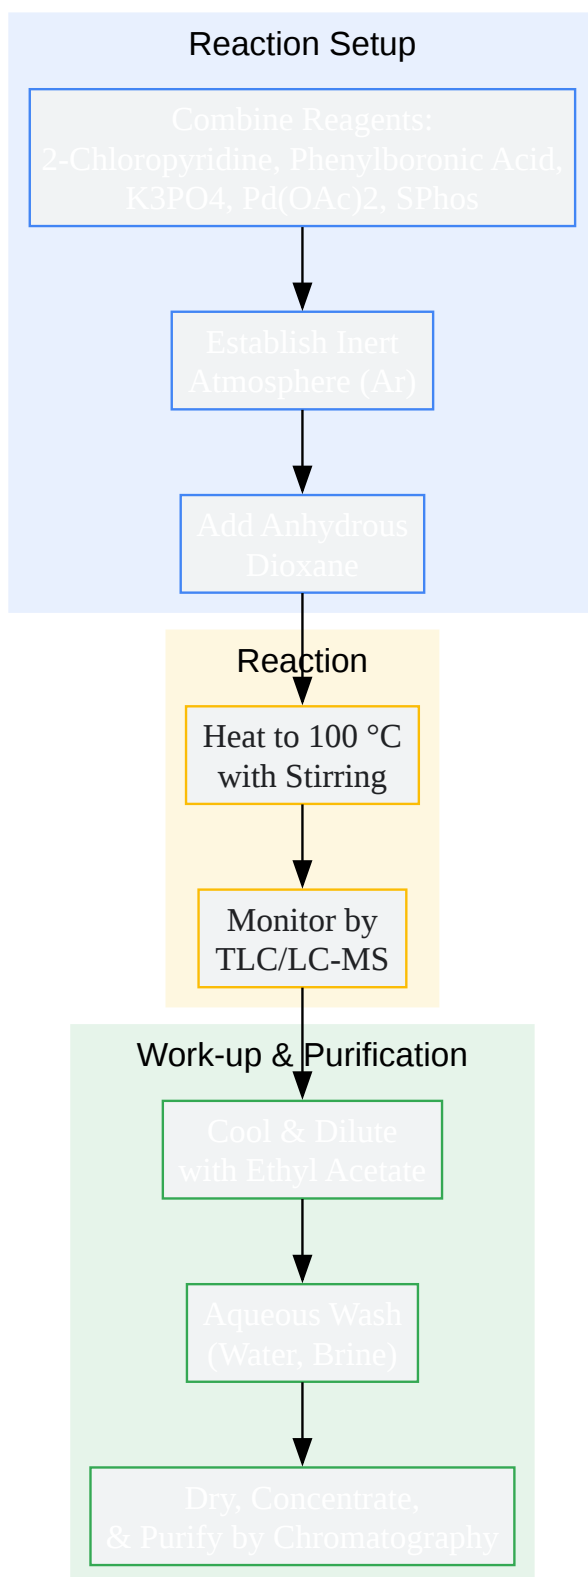 Reaction Setup
Combine Reagents:
2-Chloropyridine, Phenylboronic Acid,
K3PO4, Pd(OAc)2, SPhos
Establish Inert
Atmosphere (Ar)
Add Anhydrous
Dioxane
Reaction
Heat to 100 °C
with Stirring
Monitor by
TLC/LC-MS
Work-up & Purification
Cool & Dilute
with Ethyl Acetate
Aqueous Wash
(Water, Brine)
Dry, Concentrate,
& Purify by Chromatography